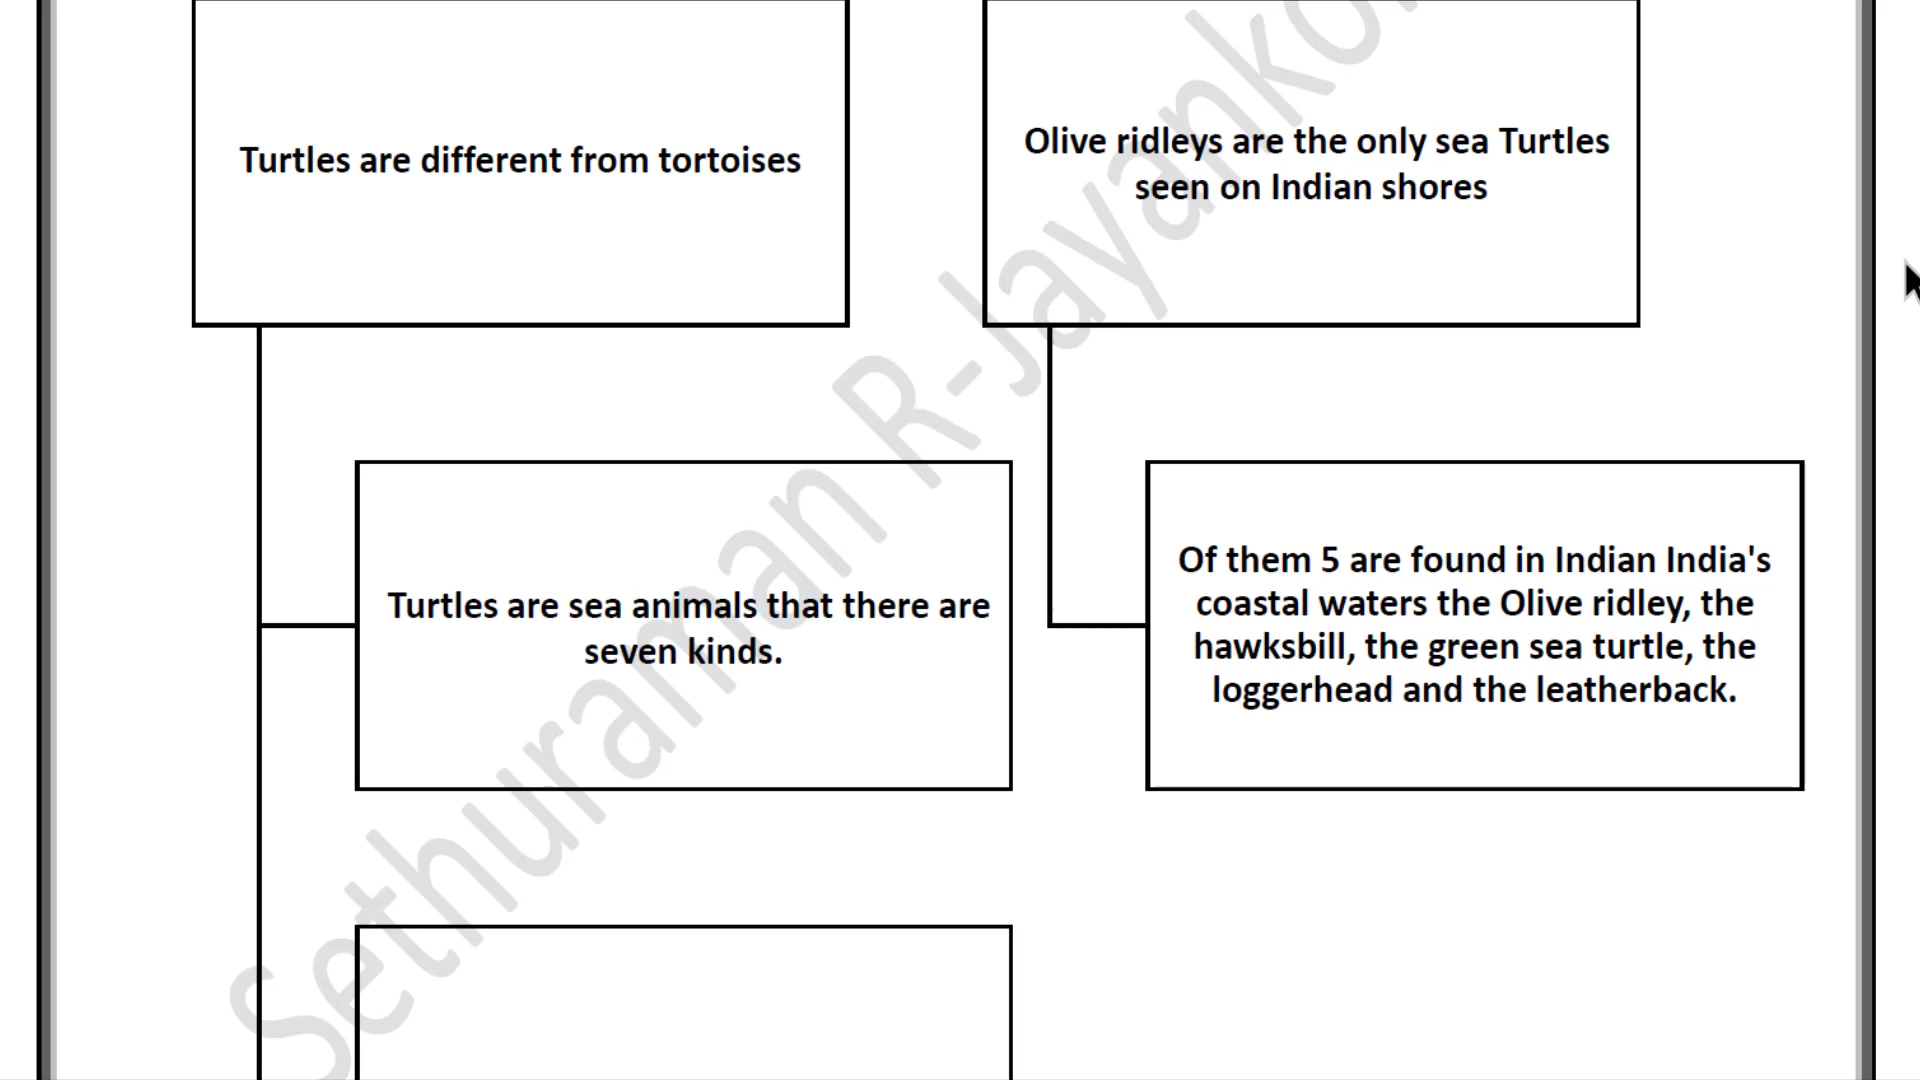 Turtles are different from tortoises
Olive ridleys are the only sea Turtles
seen on Indian shores
Turtles are sea animals that there are
seven kinds.
Of them 5 are found in Indian India's
coastal waters the Olive ridley, the
hawksbill, the green sea turtle, the
loggerhead and the leatherback.
Sethuraman R-Jayanko